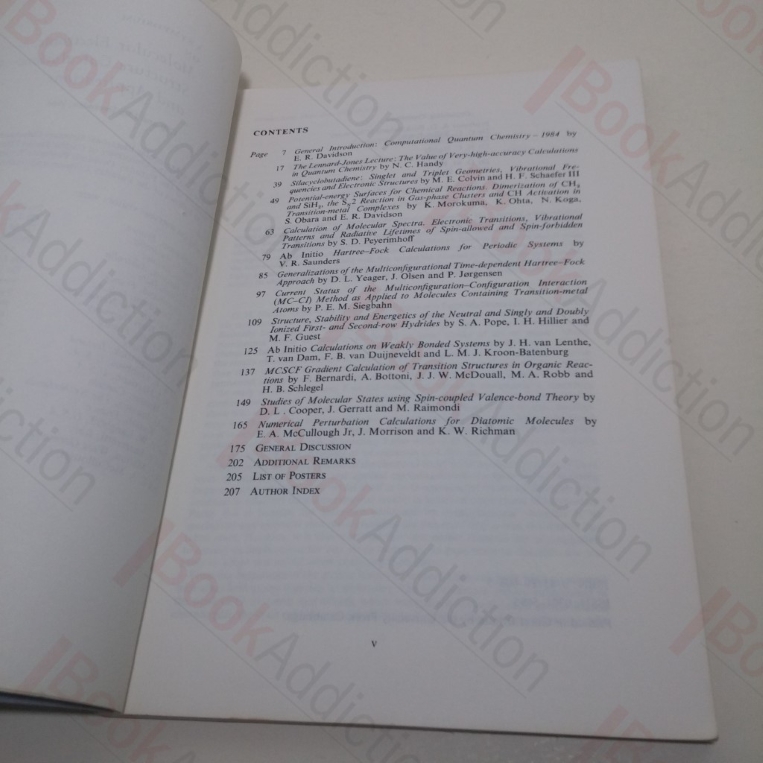 CONTENTS
Page 7 General Introduction: Computational Quantum Chemistry—1984 by
E. R. Davidson
17 The Lennard-Jones Lecture: The Value of Very-high-accuracy Calculations
in Quantum Chemistry by N. C. Handy
39 Silacyclobutadiene: Singlet and Triplet Geometries, Vibrational Fre-
quencies and Electronic Structures by M. E. Colvin and H. F. Schaefer III
49 Potential-energy Surfaces for Chemical Reactions. Dimerization of CH₂
and SiH₂, the SN2 Reaction in Gas-phase Clusters and CH Activation in
Transition-metal Complexes by K. Morokuma, K. Ohta, N. Koga,
S. Obara and E. R. Davidson
63 Calculation of Molecular Spectra. Electronic Transitions, Vibrational
Patterns and Radiative Lifetimes of Spin-allowed and Spin-forbidden
Transitions by S. D. Peyerimhoff
79 Ab Initio Hartree–Fock Calculations for Periodic Systems by
V. R. Saunders
85 Generalizations of the Multiconfigurational Time-dependent Hartree–Fock
Approach by D. L. Yeager, J. Olsen and P. Jørgensen
97 Current Status of the Multiconfiguration–Configuration Interaction
(MC–CI) Method as Applied to Molecules Containing Transition-metal
Atoms by P. E. M. Siegbahn
109 Structure, Stability and Energetics of the Neutral and Singly and Doubly
Ionized First- and Second-row Hydrides by S. A. Pope, I. H. Hillier and
M. F. Guest
125 Ab Initio Calculations on Weakly Bonded Systems by J. H. van Lenthe,
T. van Dam, F. B. van Duijneveldt and L. M. J. Kroon-Batenburg
137 MCSCF Gradient Calculation of Transition Structures in Organic Reac-
tions by F. Bernardi, A. Bottoni, J. J. W. McDouall, M. A. Robb and
H. B. Schlegel
149 Studies of Molecular States using Spin-coupled Valence-bond Theory by
D. L. Cooper, J. Gerratt and M. Raimondi
165 Numerical Perturbation Calculations for Diatomic Molecules by
E. A. McCullough Jr, J. Morrison and K. W. Richman
175 GENERAL DISCUSSION
202 ADDITIONAL REMARKS
205 LIST OF POSTERS
207 AUTHOR INDEX
V
BookAddiction